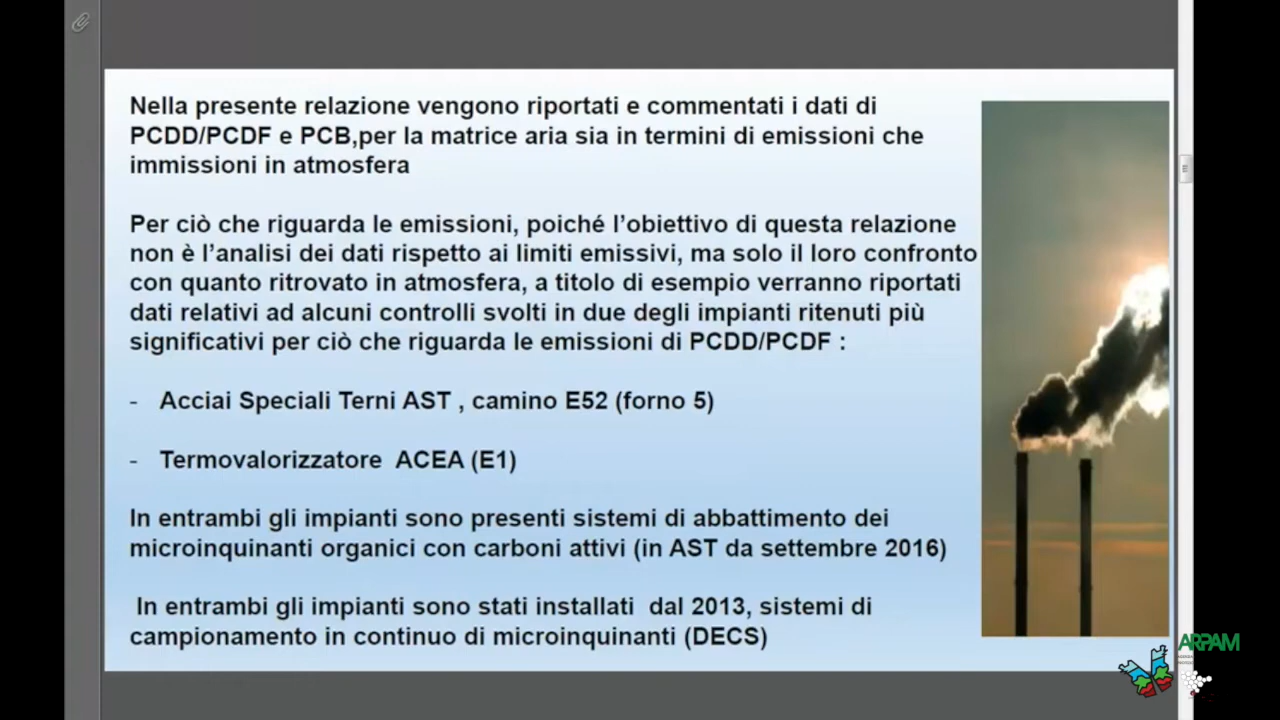 Nella presente relazione vengono riportati e commentati i dati di
PCDD/PCDF e PCB,per la matrice aria sia in termini di emissioni che
immissioni in atmosfera
Per ciò che riguarda le emissioni, poiché l'obiettivo di questa relazione
non è l'analisi dei dati rispetto ai limiti emissivi, ma solo il loro confronto
con quanto ritrovato in atmosfera, a titolo di esempio verranno riportati
dati relativi ad alcuni controlli svolti in due degli impianti ritenuti più
significativi per ciò che riguarda le emissioni di PCDD/PCDF :
- Acciai Speciali Terni AST , camino E52 (forno 5)
- Termovalorizzatore ACEA (E1)
In entrambi gli impianti sono presenti sistemi di abbattimento dei
microinquinanti organici con carboni attivi (in AST da settembre 2016)
In entrambi gli impianti sono stati installati dal 2013, sistemi di
campionamento in continuo di microinquinanti (DECS)
ARPAM